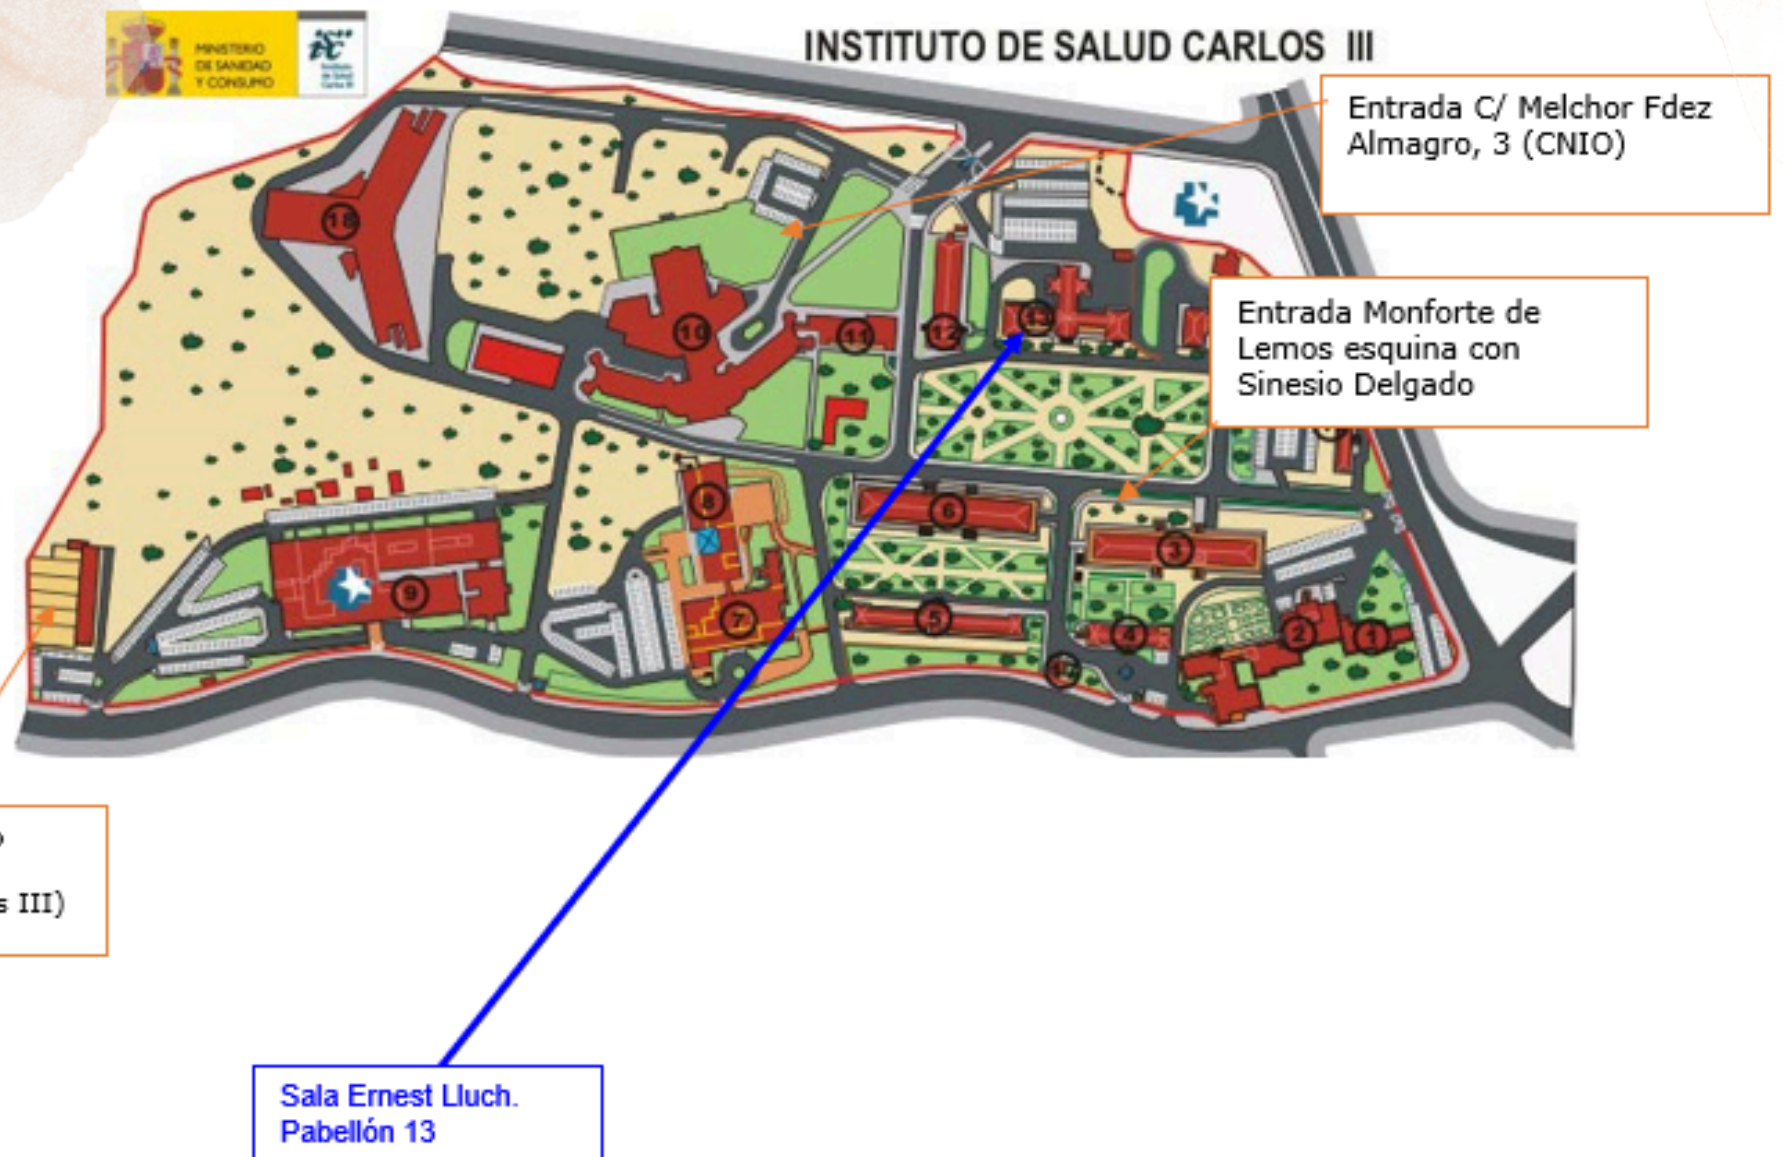 MINISTERIO
DE SANIDAD
Y CONSUMO
INSTITUTO DE SALUD CARLOS III
Entrada C/ Melchor Fdez
Almagro, 3 (CNIO)
Entrada Monforte de
Lemos esquina con
Sinesio Delgado
18
10
11
12
13
8
6
3
9
7
5
4
2
1
s III)
Sala Ernest Lluch.
Pabellón 13